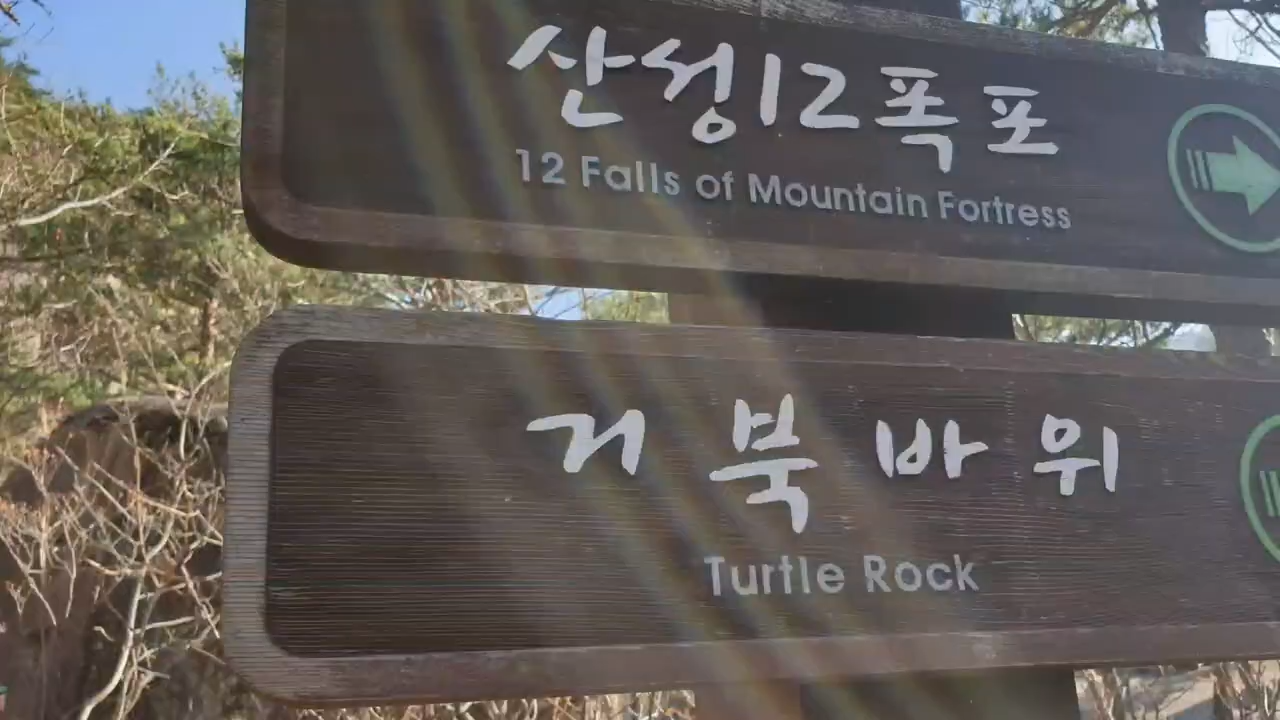 산성12폭포
12 Falls of Mountain Fortress
거북바위
Turtle Rock